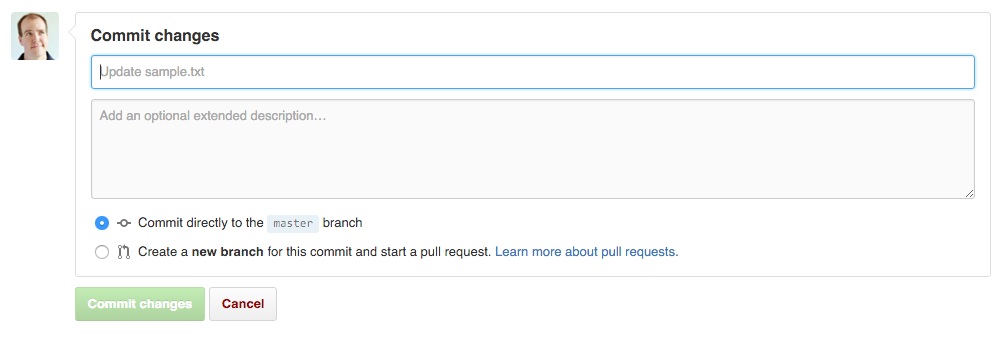 Commit changes
Update sample.txt
Add an optional extended description…
Commit directly to the master branch
Create a new branch for this commit and start a pull request. Learn more about pull requests.
Commit changes Cancel